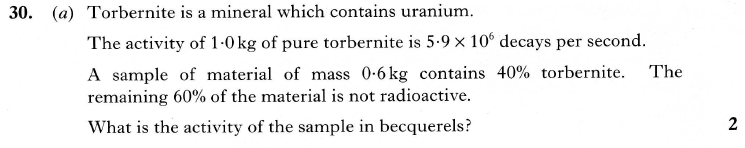 30. (a) Torbernite is a mineral which contains uranium.
The activity of 1·0 kg of pure torbernite is 5·9 × 10⁶ decays per second.
A sample of material of mass 0·6 kg contains 40% torbernite. The
remaining 60% of the material is not radioactive.
What is the activity of the sample in becquerels? 2